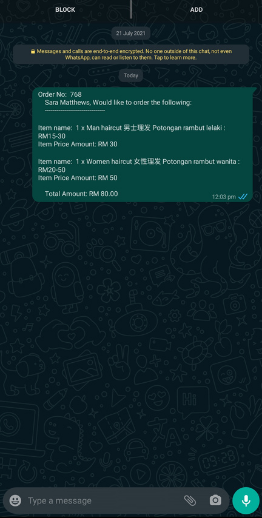 BLOCK
ADD
21 July 2021
Messages and calls are end-to-end encrypted. No one outside of this chat, not even
WhatsApp, can read or listen to them. Tap to learn more.
Today
Order No: 768
Sara Matthews, Would like to order the following:
------------------------------
Item name: 1 x Man haircut 男士理发 Potongan rambut lelaki :
RM15-30
Item Price Amount: RM 30
Item name: 1 x Women haircut 女性理发 Potongan rambut wanita :
RM20-50
Item Price Amount: RM 50
Total Amount: RM 80.00
12:03 pm
Type a message